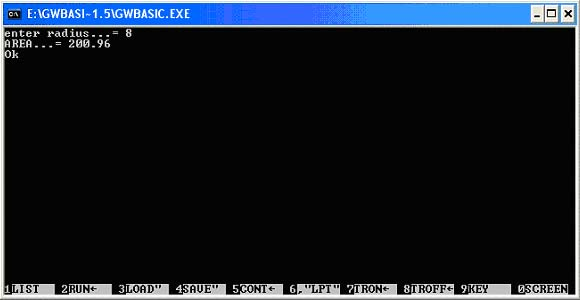 E:\GWBASI~1.5\GWBASIC.EXE
enter radius...= 8
AREA...= 200.96
Ok
1LIST 2RUN← 3LOAD" 4SAVE" 5CONT← 6,"LPT 7TRON← 8TROFF← 9KEY 0SCREEN